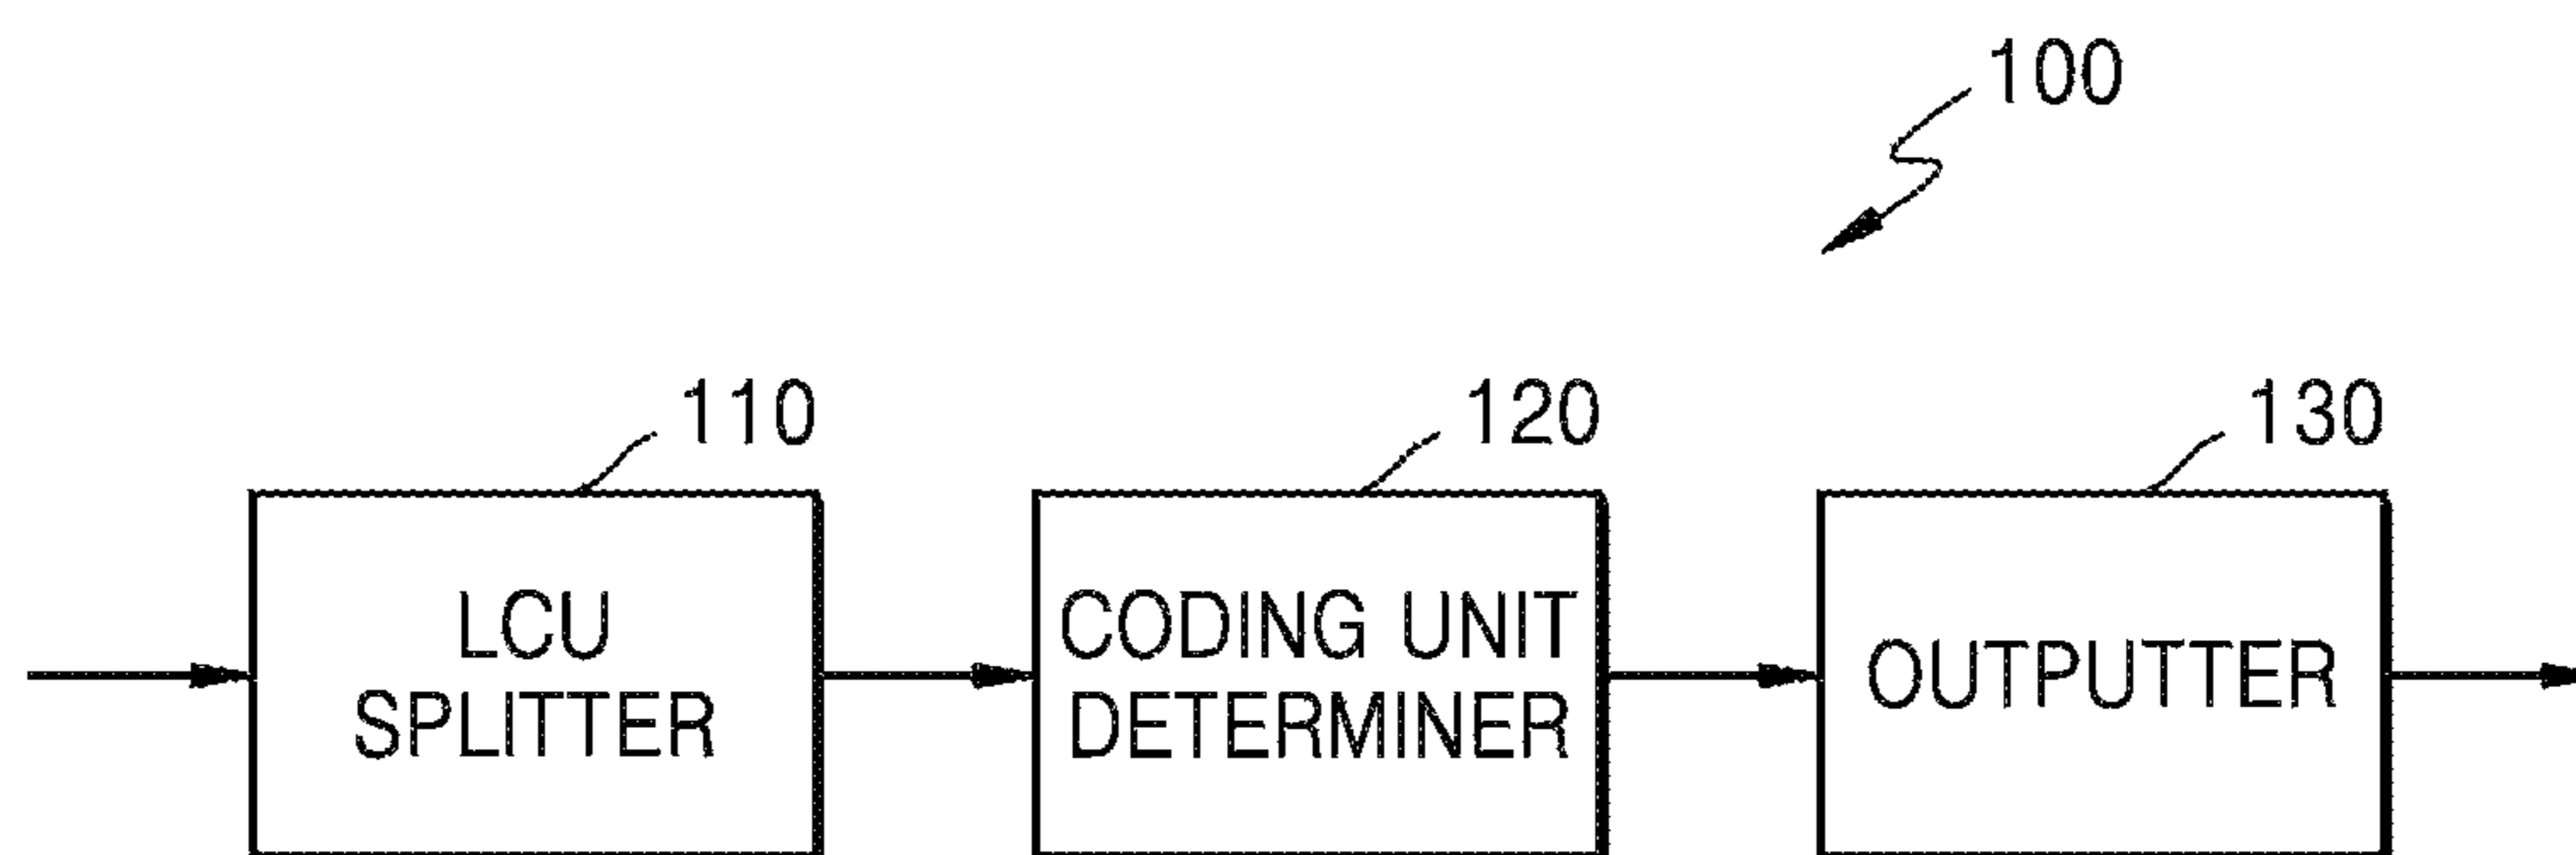 100
110
120
130
LCU
SPLITTER
CODING UNIT
DETERMINER
OUTPUTTER